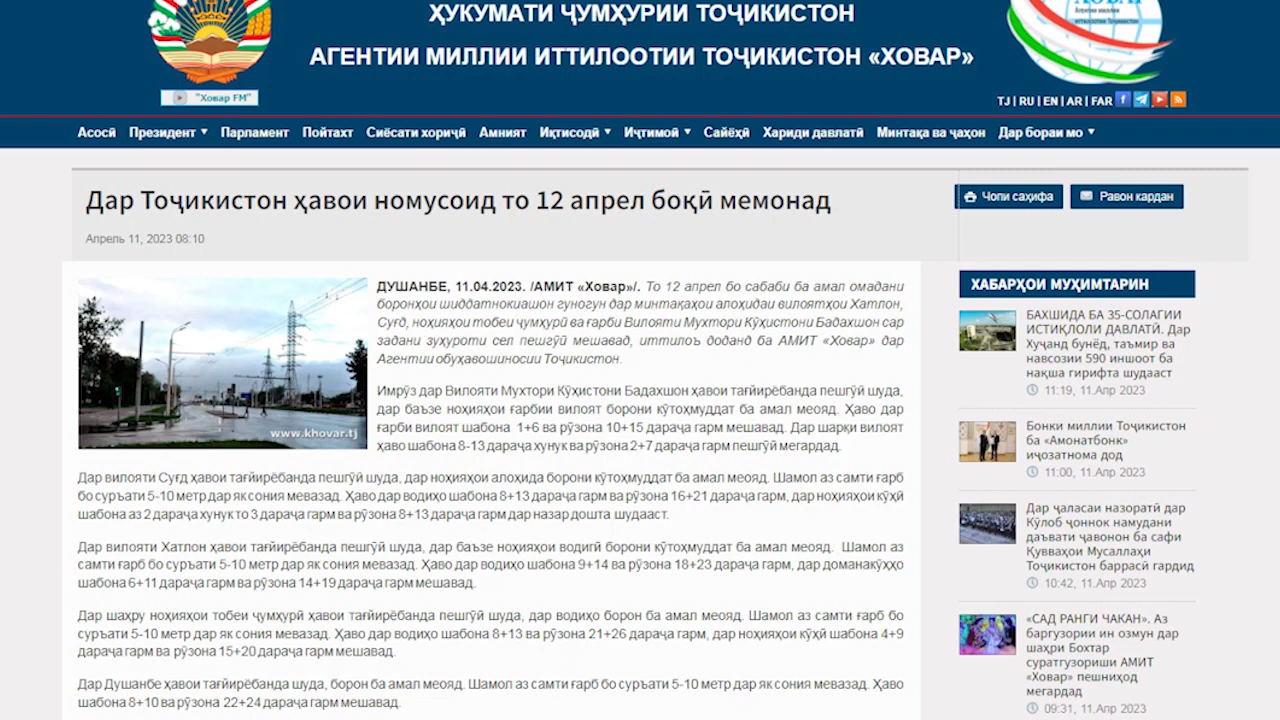 ҲУКУМАТИ ҶУМҲУРИИ ТОҶИКИСТОН
АГЕНТИИ МИЛЛИИ ИТТИЛООТИИ ТОҶИКИСТОН «ХОВАР»
Агентии миллии
иттилоотии Тоҷикистон
"Ховар FM"
TJ | RU | EN | AR | FAR
Асосӣ Президент Парламент Пойтахт Сиёсати хориҷӣ Амният Иқтисодӣ Иҷтимоӣ Сайёҳӣ Хариди давлатӣ Минтақа ва ҷаҳон Дар бораи мо
Дар Тоҷикистон ҳавои номусоид то 12 апрел боқӣ мемонад
Апрель 11, 2023 08:10
Чопи саҳифа
Равон кардан
www.khovar.tj
ДУШАНБЕ, 11.04.2023. /АМИТ «Ховар»/. То 12 апрел бо сабаби ба амал омадани
боронҳои шиддатнокиашон гуногун дар минтақаҳои алоҳидаи вилоятҳои Хатлон,
Суғд, ноҳияҳои тобеи ҷумҳурӣ ва ғарби Вилояти Мухтори Кӯҳистони Бадахшон сар
задани зуҳуроти сел пешгӯӣ мешавад, иттилоъ доданд ба АМИТ «Ховар» дар
Агентии обуҳавошиносии Тоҷикистон.
Имрӯз дар Вилояти Мухтори Кӯҳистони Бадахшон ҳавои тағйирёбанда пешгӯӣ шуда,
дар баъзе ноҳияҳои ғарбии вилоят борони кӯтоҳмуддат ба амал меояд. Ҳаво дар
ғарби вилоят шабона 1+6 ва рӯзона 10+15 дараҷа гарм мешавад. Дар шарқи вилоят
ҳаво шабона 8-13 дараҷа хунук ва рӯзона 2+7 дараҷа гарм пешгӯӣ мегардад.
Дар вилояти Суғд ҳавои тағйирёбанда пешгӯӣ шуда, дар ноҳияҳои алоҳида борони кӯтоҳмуддат ба амал меояд. Шамол аз самти ғарб
бо суръати 5-10 метр дар як сония мевазад. Ҳаво дар водиҳо шабона 8+13 дараҷа гарм ва рӯзона 16+21 дараҷа гарм, дар ноҳияҳои кӯҳӣ
шабона аз 2 дараҷа хунук то 3 дараҷа гарм ва рӯзона 8+13 дараҷа гарм дар назар дошта шудааст.
Дар вилояти Хатлон ҳавои тағйирёбанда пешгӯӣ шуда, дар баъзе ноҳияҳои водигӣ борони кӯтоҳмуддат ба амал меояд. Шамол аз
самти ғарб бо суръати 5-10 метр дар як сония мевазад. Ҳаво дар водиҳо шабона 9+14 ва рӯзона 18+23 дараҷа гарм, дар доманакӯҳҳо
шабона 6+11 дараҷа гарм ва рӯзона 14+19 дараҷа гарм мешавад.
Дар шаҳру ноҳияҳои тобеи ҷумҳурӣ ҳавои тағйирёбанда пешгӯӣ шуда, дар водиҳо борон ба амал меояд. Шамол аз самти ғарб бо
суръати 5-10 метр дар як сония мевазад. Ҳаво дар водиҳо шабона 8+13 ва рӯзона 21+26 дараҷа гарм, дар ноҳияҳои кӯҳӣ шабона 4+9
дараҷа гарм ва рӯзона 15+20 дараҷа гарм мешавад.
Дар Душанбе ҳавои тағйирёбанда шуда, борон ба амал меояд. Шамол аз самти ғарб бо суръати 5-10 метр дар як сония мевазад. Ҳаво
шабона 8+10 ва рӯзона 22+24 дараҷа гарм мешавад.
ХАБАРҲОИ МУҲИМТАРИН
БАХШИДА БА 35-СОЛАГИИ
ИСТИҚЛОЛИ ДАВЛАТӢ. Дар
Хуҷанд бунёд, таъмир ва
навсозии 590 иншоот ба
нақша гирифта шудааст
11:19, 11.Апр 2023
Бонки миллии Тоҷикистон
ба «Амонатбонк»
иҷозатнома дод
11:00, 11.Апр 2023
Дар ҷаласаи назоратӣ дар
Кӯлоб ҷоннок намудани
даъвати ҷавонон ба сафи
Қувваҳои Мусаллаҳи
Тоҷикистон баррасӣ гардид
10:42, 11.Апр 2023
«САД РАНГИ ЧАКАН». Аз
баргузории ин озмун дар
шаҳри Бохтар
суратгузориши АМИТ
«Ховар» пешниҳод
мегардад
09:31, 11.Апр 2023